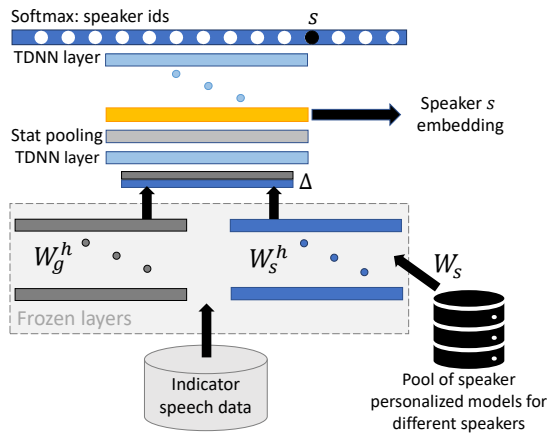 Softmax: speaker ids
s
TDNN layer
Speaker s
embedding
Stat pooling
TDNN layer
Δ
W_g^h
W_s^h
W_s
Frozen layers
Indicator
speech data
Pool of speaker
personalized models for
different speakers